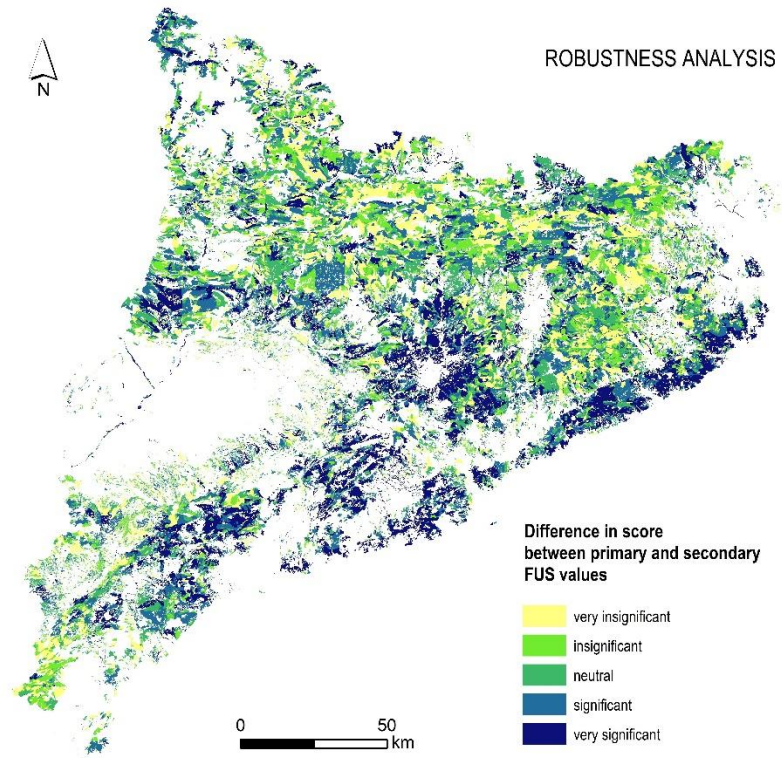 ROBUSTNESS ANALYSIS
N
Difference in score
between primary and secondary
FUS values
very insignificant
insignificant
neutral
significant
very significant
0
50
km